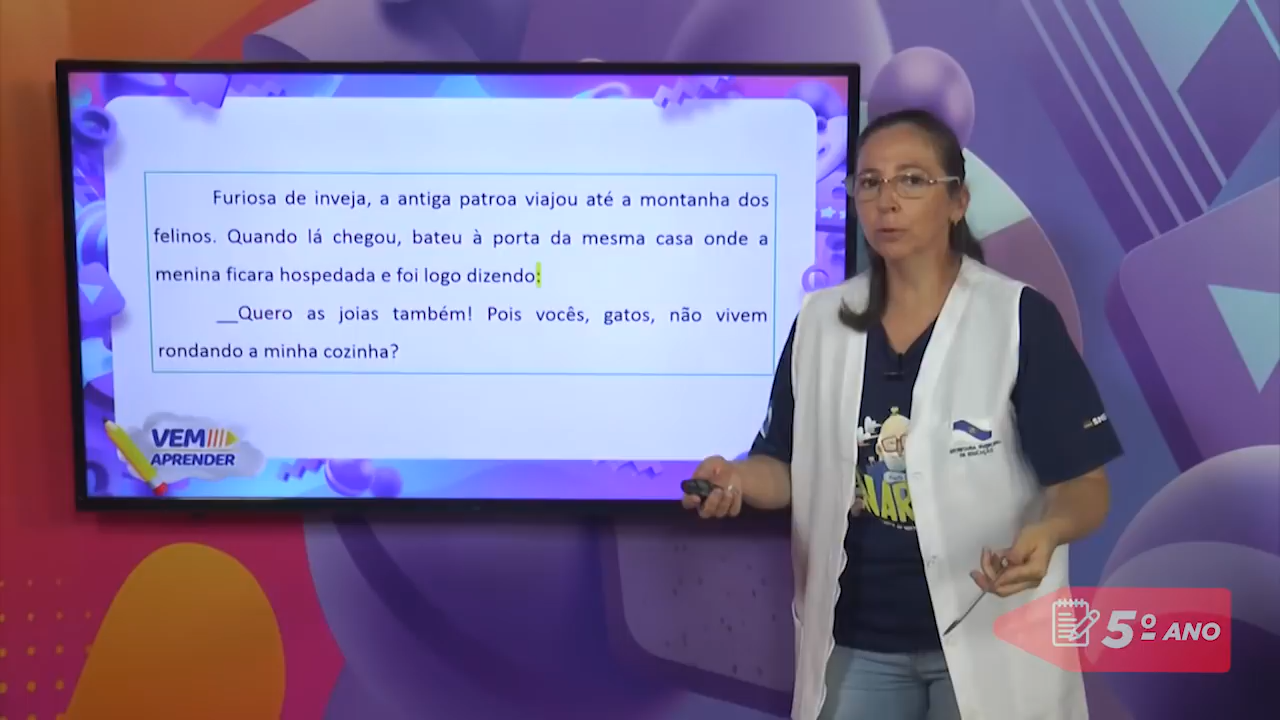 Furiosa de inveja, a antiga patroa viajou até a montanha dos
felinos. Quando lá chegou, bateu à porta da mesma casa onde a
menina ficara hospedada e foi logo dizendo:
__Quero as joias também! Pois vocês, gatos, não vivem
rondando a minha cozinha?
VEM
APRENDER
5º ANO